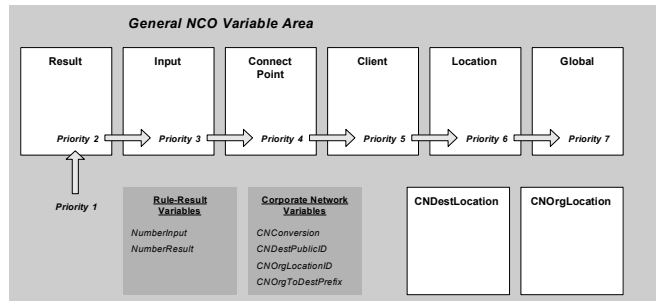 General NCO Variable Area
Result
Input
Connect
Point
Client
Location
Global
Priority 2
Priority 3
Priority 4
Priority 5
Priority 6
Priority 7
Priority 1
Rule-Result
Variables
NumberInput
NumberResult
Corporate Network
Variables
CNConversion
CNDestPublicID
CNOrgLocationID
CNOrgToDestPrefix
CNDestLocation
CNOrgLocation